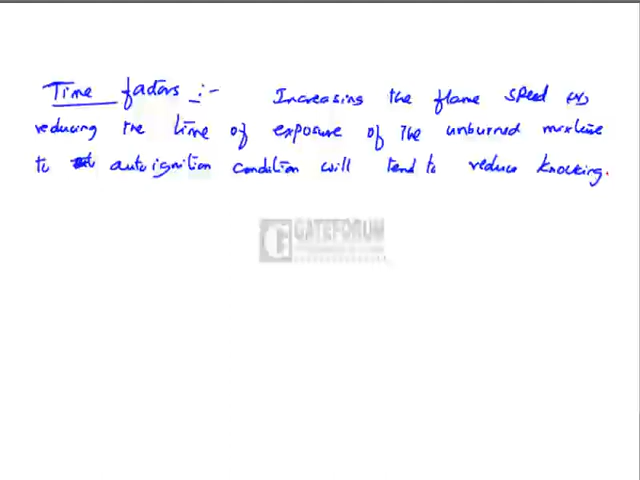 Time factors :- Increasing the flame speed (or)
reducing the time of exposure of the unburned mixture
to autoignition condition will tend to reduce knocking.
GATEFORUM